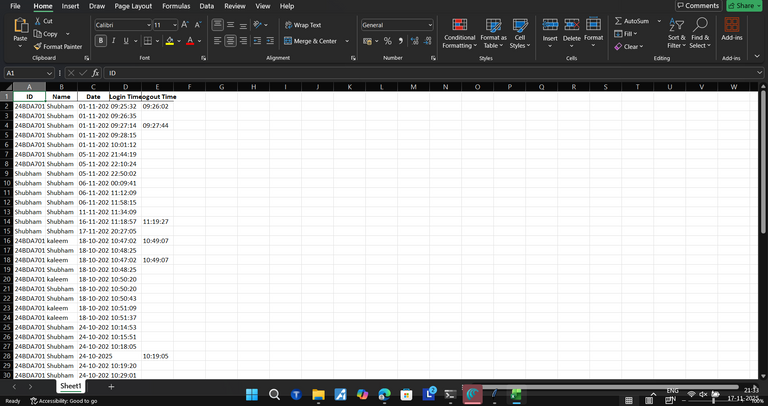 File Home Insert Draw Page Layout Formulas Data Review View Help Comments Share
Paste Cut Copy Format Painter Calibri 11 Wrap Text Merge & Center General Conditional Formatting Format as Table Cell Styles Insert Delete Format AutoSum Fill Clear Sort & Filter Find & Select Add-ins
Clipboard Font Alignment Number Styles Cells Editing Add-ins
A1 fx ID
A B C D E F G H I J K L M N O P Q R S T U V W
1 ID Name Date Login Time ogout Time
2 24BDA701 Shubham 01-11-202 09:25:32 09:26:02
3 24BDA701 Shubham 01-11-202 09:26:35
4 24BDA701 Shubham 01-11-202 09:27:14 09:27:44
5 24BDA701 Shubham 01-11-202 09:28:15
6 24BDA701 Shubham 01-11-202 10:01:12
7 24BDA701 Shubham 05-11-202 21:44:19
8 24BDA701 Shubham 05-11-202 22:10:24
9 Shubham Shubham 05-11-202 22:50:02
10 Shubham Shubham 06-11-202 00:09:41
11 Shubham Shubham 06-11-202 11:12:09
12 Shubham Shubham 06-11-202 11:58:15
13 Shubham Shubham 11-11-202 11:34:09
14 Shubham Shubham 16-11-202 11:18:57 11:19:27
15 Shubham Shubham 17-11-202 20:27:05
16 24BDA701 kaleem 18-10-202 10:47:02 10:49:07
17 24BDA701 Shubham 18-10-202 10:48:25
18 24BDA701 kaleem 18-10-202 10:47:02 10:49:07
19 24BDA701 Shubham 18-10-202 10:48:25
20 24BDA701 kaleem 18-10-202 10:50:20
21 24BDA701 kaleem 18-10-202 10:50:20
22 24BDA701 Shubham 18-10-202 10:50:43
23 24BDA701 kaleem 18-10-202 10:51:09
24 24BDA701 kaleem 18-10-202 10:51:37
25 24BDA701 Shubham 24-10-202 10:14:53
26 24BDA701 Shubham 24-10-202 10:15:51
27 24BDA701 Shubham 24-10-202 10:18:05
28 24BDA701 Shubham 24-10-2025 10:19:05
29 24BDA701 Shubham 24-10-202 10:19:20
30 24BDA701 Shubham 24-10-202 10:29:01
Sheet1
Ready Accessibility: Good to go
ENG 21:33
17-11-2025